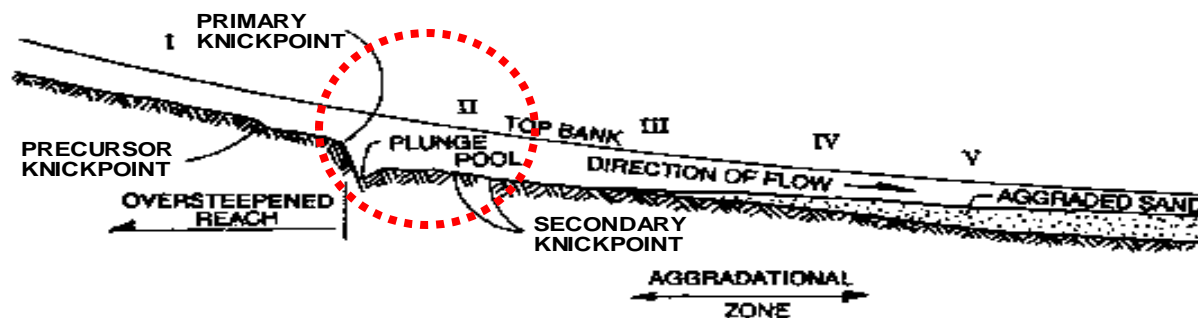 PRIMARY
KNICKPOINT
I
II
TOP BANK
III
IV
V
PRECURSOR
KNICKPOINT
PLUNGE
POOL
DIRECTION OF FLOW
AGGRADED SAND
OVERSTEEPENED
REACH
SECONDARY
KNICKPOINT
AGGRADATIONAL
ZONE